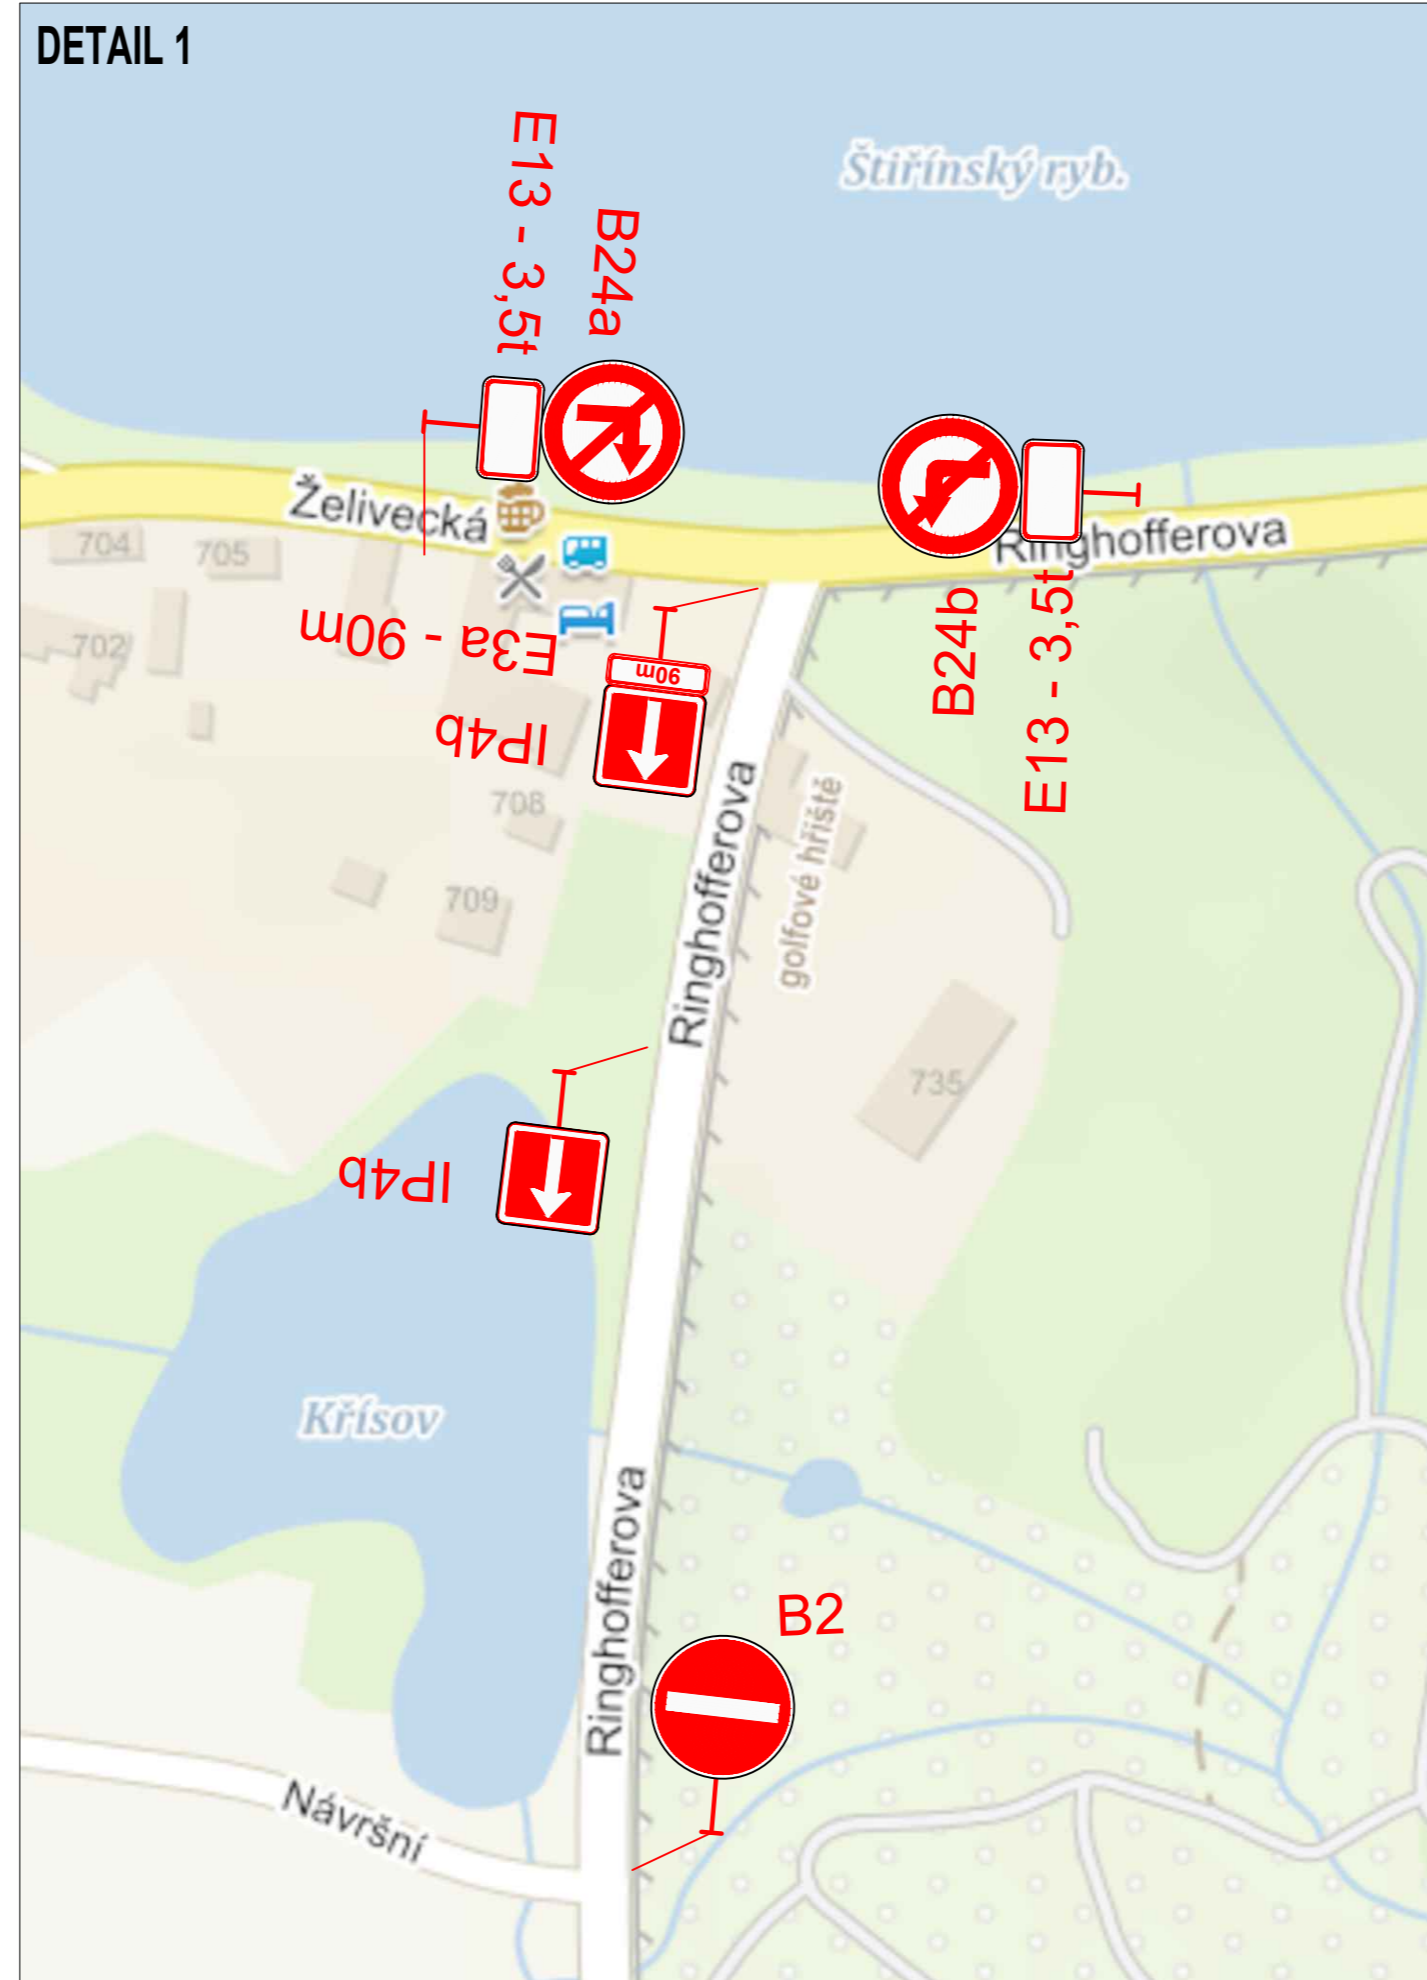 DETAIL 1
Štiřínský ryb.
E13 - 3,5t
B24a
Želivecká
Ringhofferova
704
705
702
E3a - 90m
90m
IP4b
B24b
E13 - 3,5t
708
709
Ringhofferova
golfové hřiště
735
IP4b
Křísov
Ringhofferova
B2
Návršní